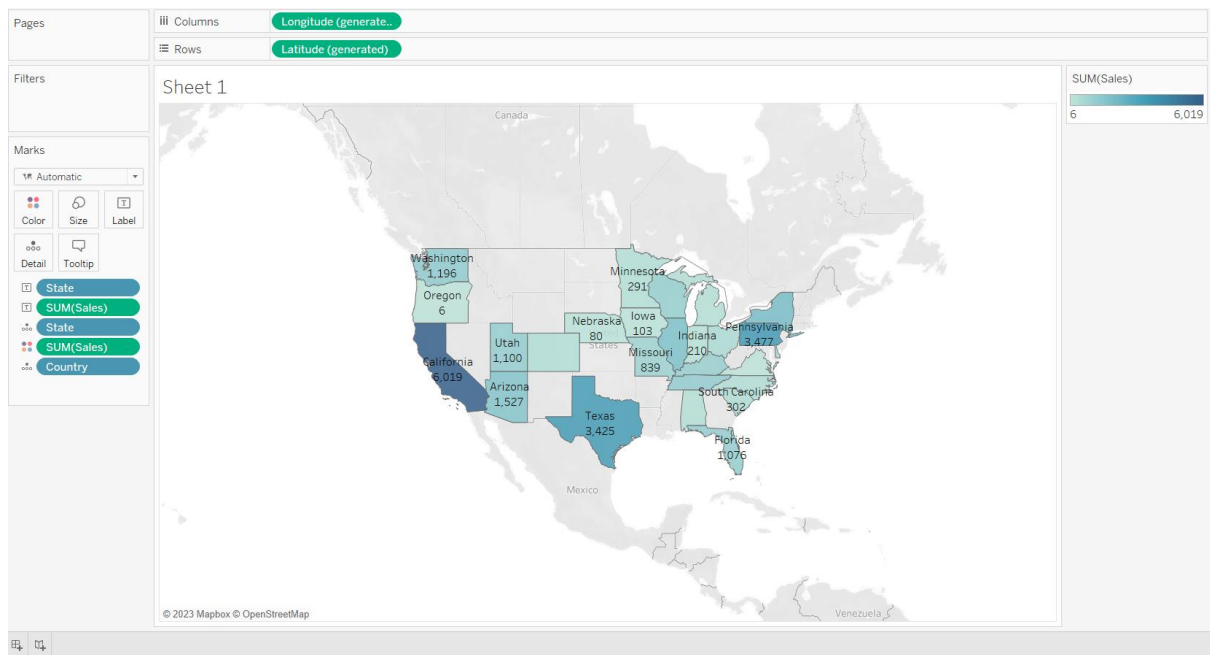 Pages
Columns
Longitude (generate..
Rows
Latitude (generated)
Filters
Marks
Automatic
Color
Size
Label
Detail
Tooltip
State
SUM(Sales)
State
SUM(Sales)
Country
Sheet 1
Canada
Washington
1,196
Oregon
6
California
6,019
Utah
1,100
Arizona
1,527
Nebraska
80
States
Minnesota
291
Iowa
103
Missouri
839
Indiana
210
Pennsylvania
3,477
South Carolina
302
Texas
3,425
Florida
1,076
Mexico
Venezuela
© 2023 Mapbox © OpenStreetMap
SUM(Sales)
6
6,019